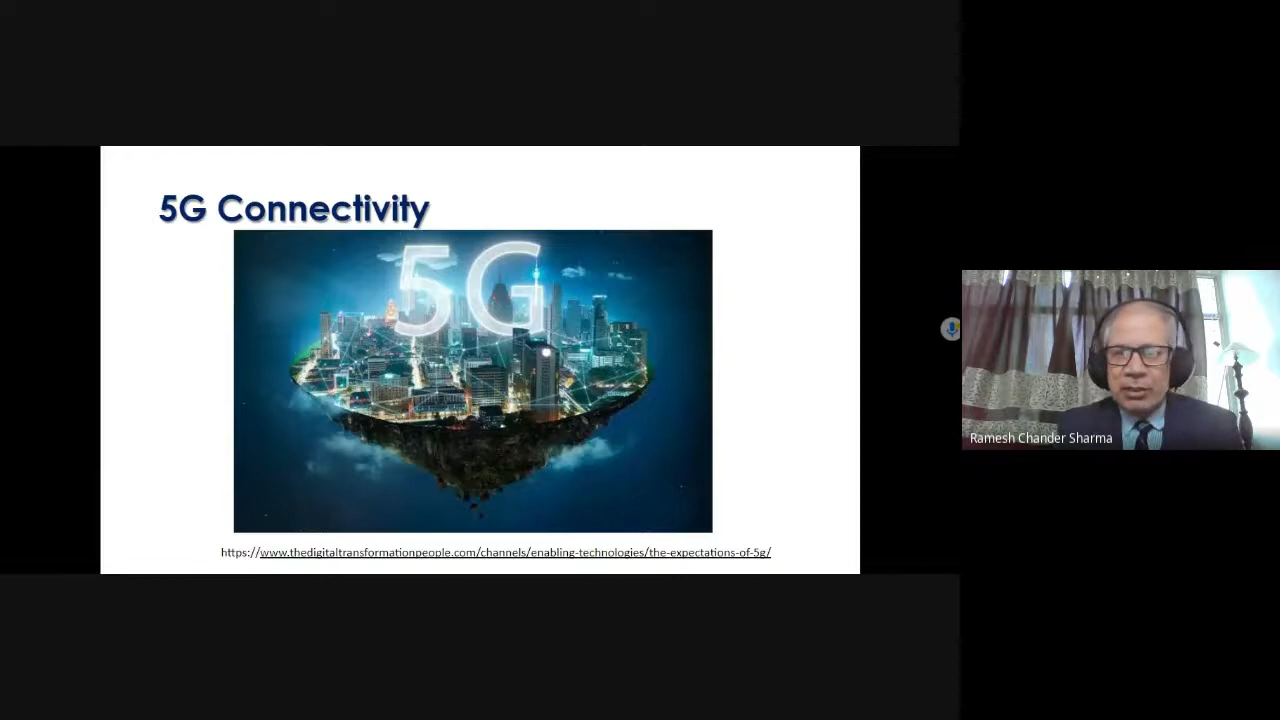 5G Connectivity
5G
https://www.thedigitaltransformationpeople.com/channels/enabling-technologies/the-expectations-of-5g/
Ramesh Chander Sharma